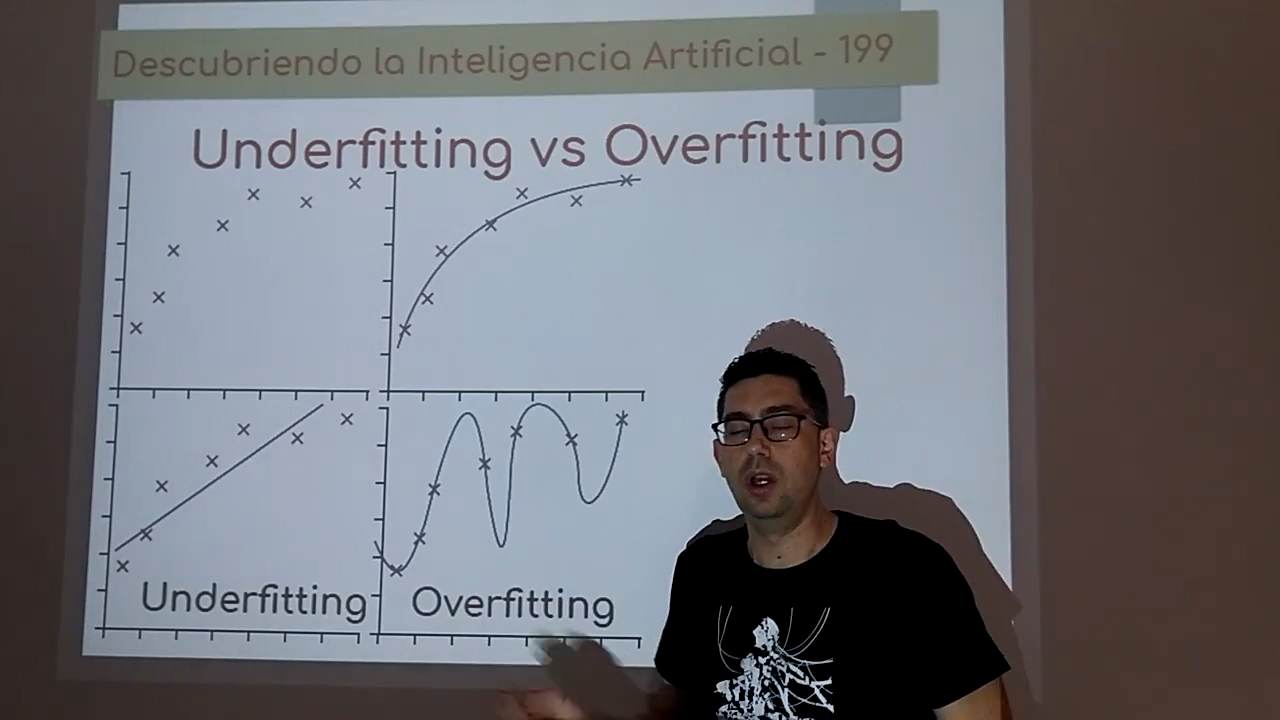 Descubriendo la Inteligencia Artificial - 199
Underfitting vs Overfitting
Underfitting
Overfitting